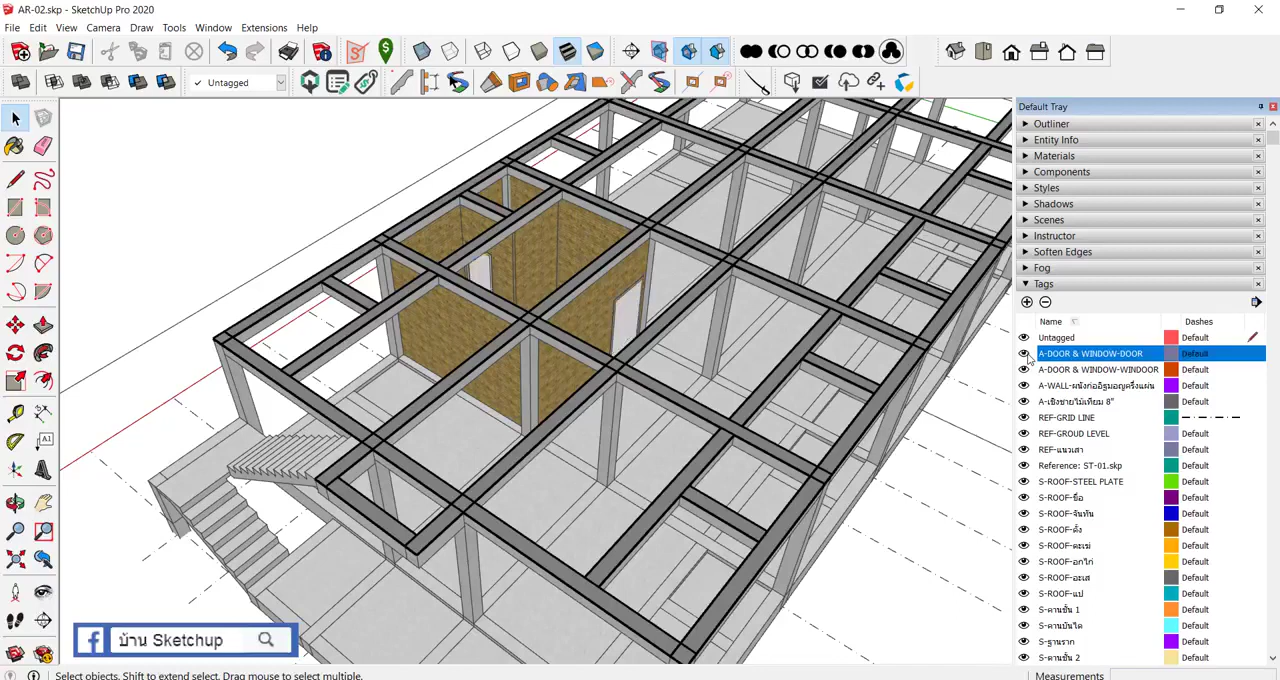 AR-02.skp - SketchUp Pro 2020
File Edit View Camera Draw Tools Window Extensions Help
Untagged
Default Tray
Outliner
Entity Info
Materials
Components
Styles
Shadows
Scenes
Instructor
Soften Edges
Fog
Tags
Name Dashes
Untagged Default
A-DOOR & WINDOW-DOOR Default
A-DOOR & WINDOW-WINDOOR Default
A-WALL-ผนังก่ออิฐมอญครึ่งแผ่น Default
A-เชิงชายไม้เทียม 8" Default
REF-GRID LINE
REF-GROUD LEVEL Default
REF-แนวเสา Default
Reference: ST-01.skp Default
S-ROOF-STEEL PLATE Default
S-ROOF-ขื่อ Default
S-ROOF-จันทัน Default
S-ROOF-ดั้ง Default
S-ROOF-ตะเฆ่ Default
S-ROOF-อกไก่ Default
S-ROOF-อะเส Default
S-ROOF-แป Default
S-คานชั้น 1 Default
S-คานบันได Default
S-ฐานราก Default
S-คานชั้น 2 Default
f บ้าน Sketchup
Select objects. Shift to extend select. Drag mouse to select multiple.
Measurements